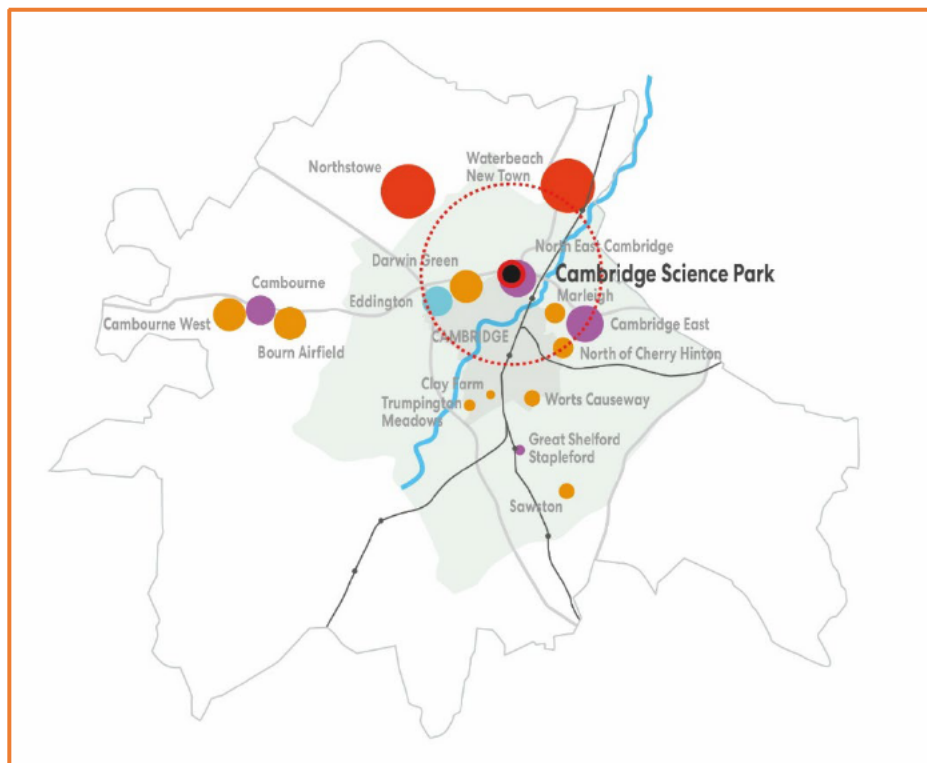 Northstowe
Waterbeach
New Town
Darwin Green
North East Cambridge
Cambridge Science Park
Cambourne
Eddington
Marleigh
Cambourne West
Cambridge East
CAMBRIDGE
Bourn Airfield
North of Cherry Hinton
Clay Farm
Trumpington
Meadows
Worts Causeway
Great Shelford
Stapleford
Sawston